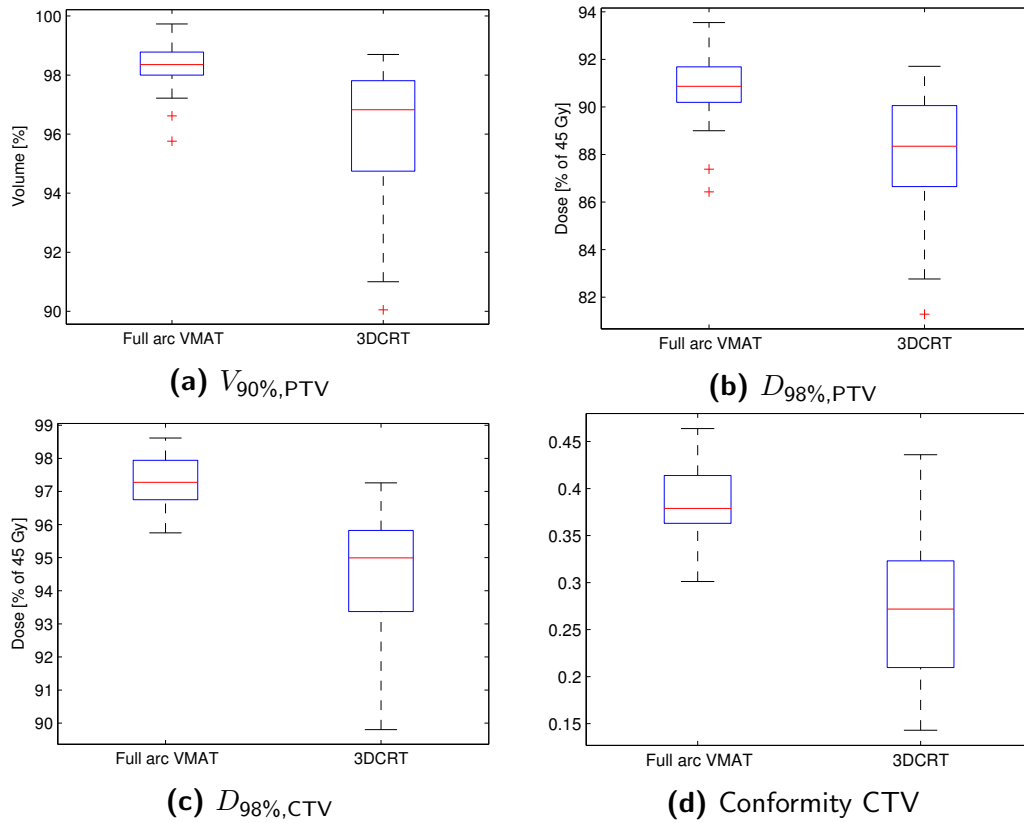 100
98
96
94
92
90
Volume [%]
Full arc VMAT 3DCRT
(a) V90%,PTV
94
92
90
88
86
84
82
Dose [% of 45 Gy]
Full arc VMAT 3DCRT
(b) D98%,PTV
99
98
97
96
95
94
93
92
91
90
Dose [% of 45 Gy]
Full arc VMAT 3DCRT
(c) D98%,CTV
0.45
0.4
0.35
0.3
0.25
0.2
0.15
Full arc VMAT 3DCRT
(d) Conformity CTV